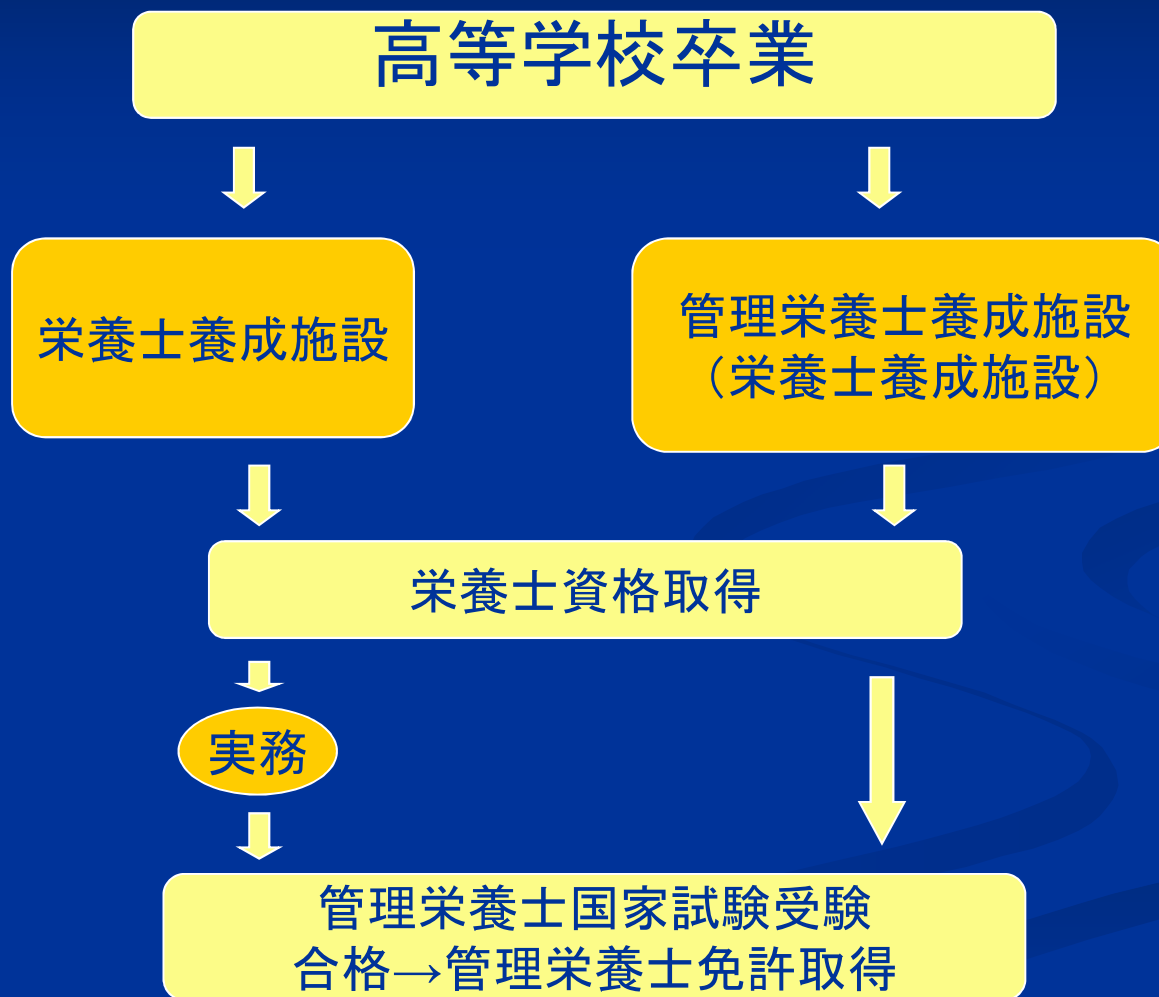 高等学校卒業
栄養士養成施設
管理栄養士養成施設
（栄養士養成施設）
栄養士資格取得
実務
管理栄養士国家試験受験
合格→管理栄養士免許取得